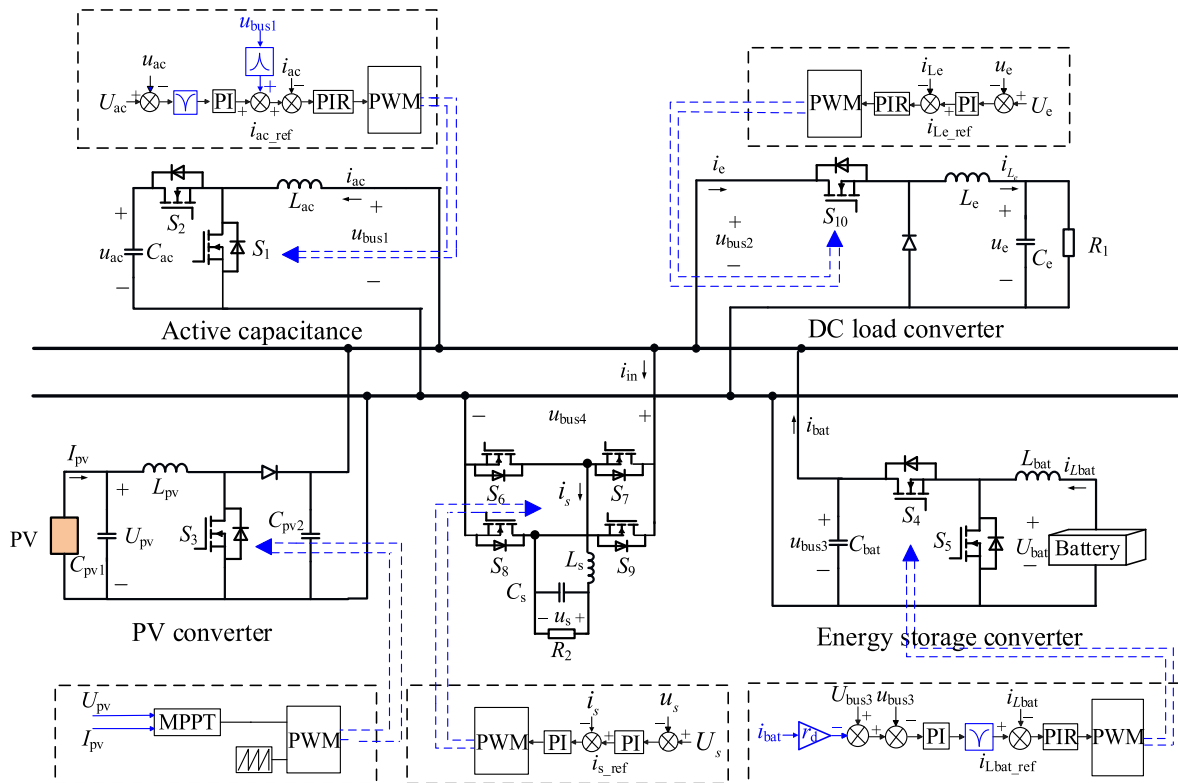 u_bus1
u_ac
i_ac
U_ac
PI
PIR
PWM
i_ac_ref
i_Le
u_e
PWM
PIR
PI
U_e
i_Le_ref
S_2
L_ac
i_ac
u_ac
C_ac
S_1
u_bus1
Active capacitance
i_e
S_10
i_Le
L_e
u_bus2
u_e
C_e
R_1
DC load converter
i_in
u_bus4
I_pv
L_pv
PV
C_pv1
U_pv
S_3
C_pv2
PV converter
S_6
S_7
i_s
S_8
S_9
L_s
C_s
u_s
R_2
i_bat
L_bat
i_Lbat
S_4
u_bus3
C_bat
S_5
U_bat
Battery
Energy storage converter
U_pv
I_pv
MPPT
PWM
i_s
u_s
PWM
PI
PI
U_s
i_s_ref
U_bus3
u_bus3
i_Lbat
i_bat
r_d
PI
PIR
PWM
i_Lbat_ref